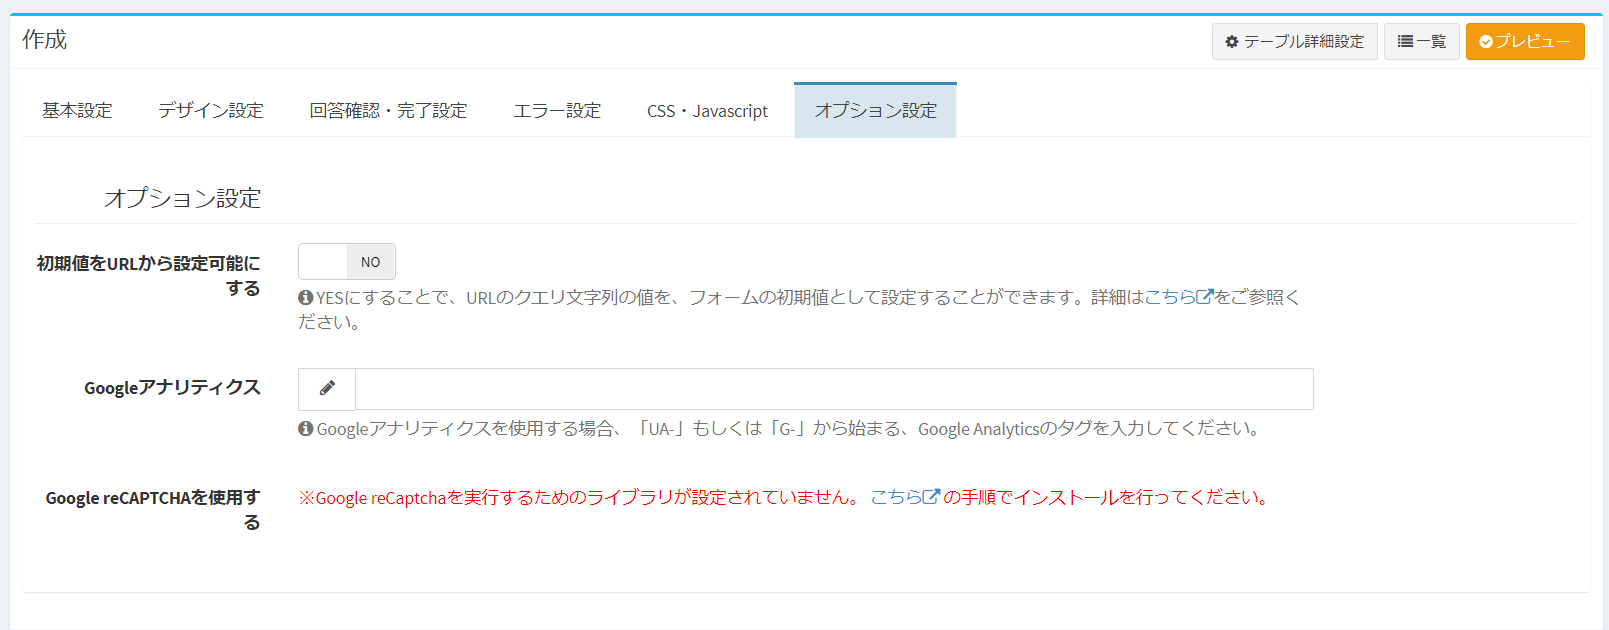 作成
テーブル詳細設定
一覧
プレビュー
基本設定
デザイン設定
回答確認・完了設定
エラー設定
CSS・Javascript
オプション設定
オプション設定
初期値をURLから設定可能に
する
NO
YESにすることで、URLのクエリ文字列の値を、フォームの初期値として設定することができます。詳細はこちらをご参照く
ださい。
Googleアナリティクス
Googleアナリティクスを使用する場合、「UA-」もしくは「G-」から始まる、Google Analyticsのタグを入力してください。
Google reCAPTCHAを使用す
る
※Google reCaptchaを実行するためのライブラリが設定されていません。 こちらの手順でインストールを行ってください。